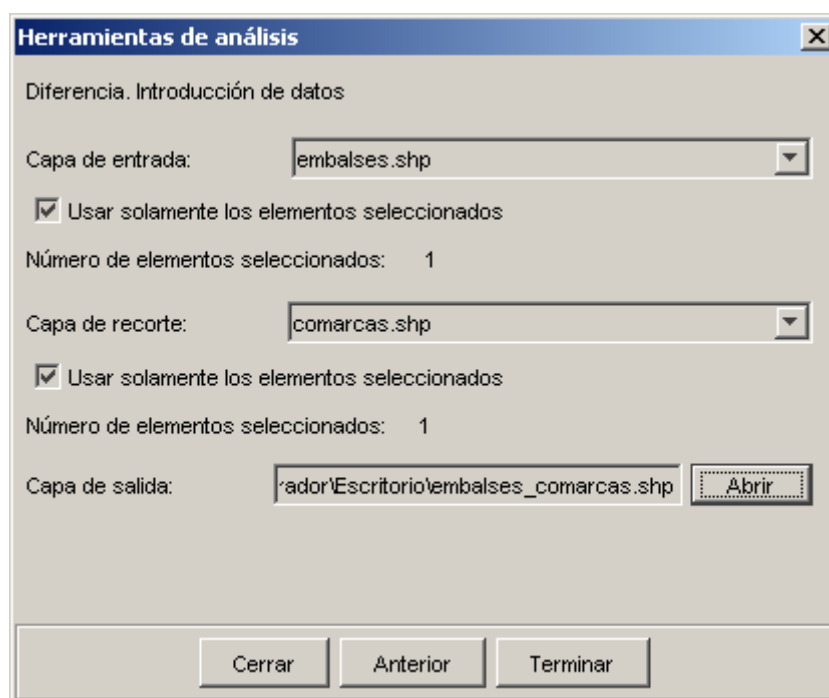 Herramientas de análisis
Diferencia. Introducción de datos
Capa de entrada: embalses.shp
Usar solamente los elementos seleccionados
Número de elementos seleccionados: 1
Capa de recorte: comarcas.shp
Usar solamente los elementos seleccionados
Número de elementos seleccionados: 1
Capa de salida: rador\Escritorio\embalses_comarcas.shp Abrir
Cerrar Anterior Terminar